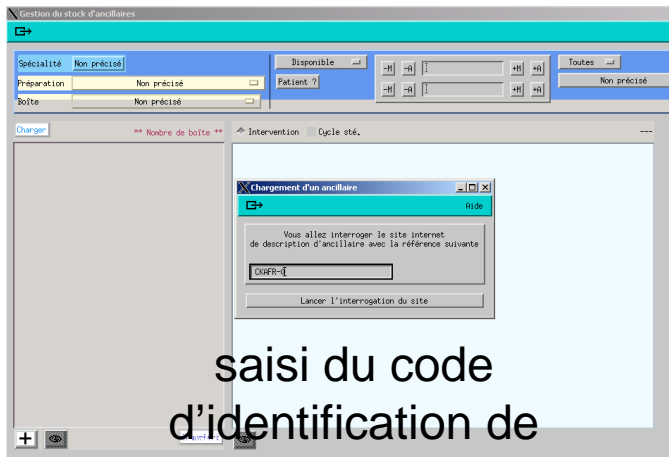 Gestion du stock d'ancillaires
Spécialité Non précisé
Préparation Non précisé
Boîte Non précisé
Disponible
Patient ?
-M -A +M +A
-M -A +M +A
Toutes
Non précisé
Charger ** Nombre de boîte **
Intervention Cycle sté. ---
Chargement d'un ancillaire
Aide
Vous allez interroger le site internet
de description d'ancillaire avec la référence suivante
Lancer l'interrogation du site
saisi du code
d'identification de